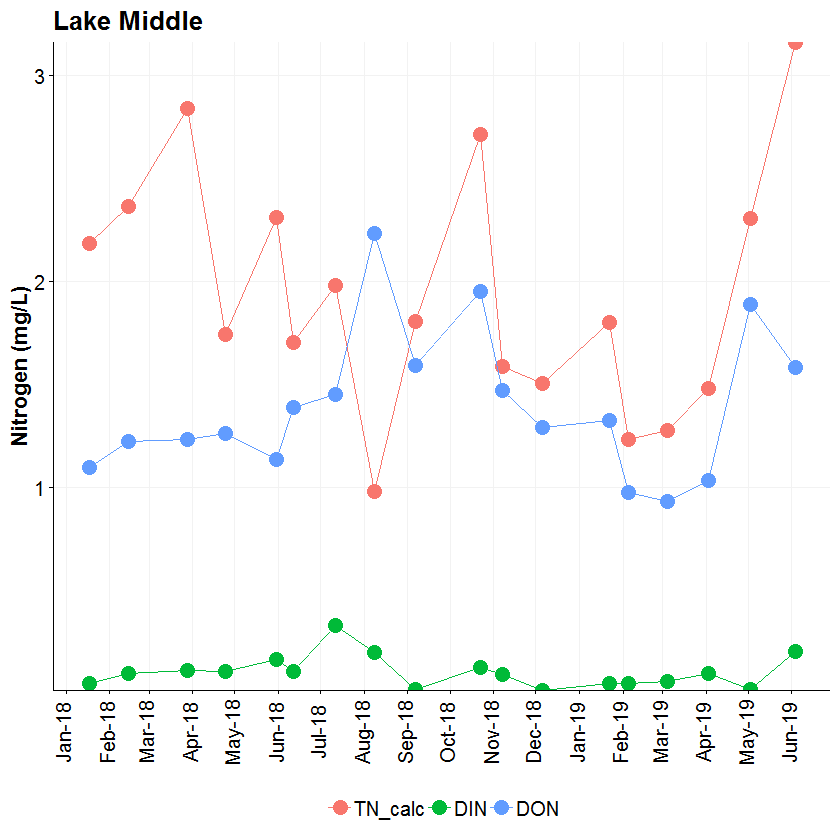 Lake Middle
Nitrogen (mg/L)
3
2
1
Jan-18 Feb-18 Mar-18 Apr-18 May-18 Jun-18 Jul-18 Aug-18 Sep-18 Oct-18 Nov-18 Dec-18 Jan-19 Feb-19 Mar-19 Apr-19 May-19 Jun-19
TN_calc DIN DON